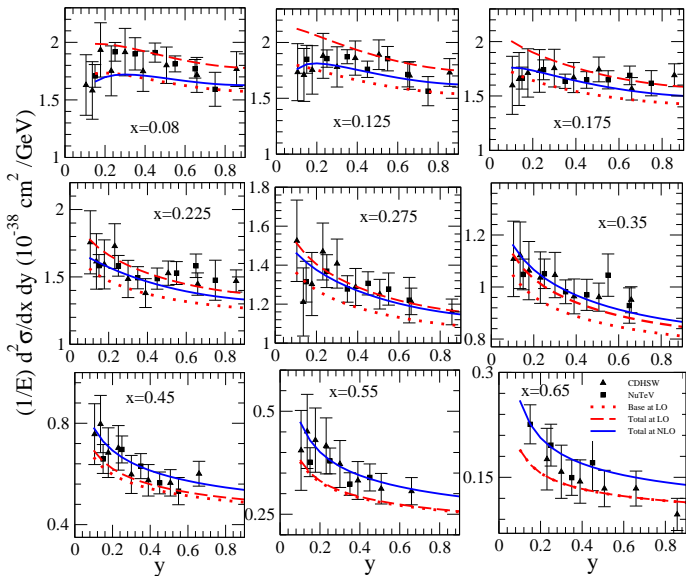 (1/E) d²σ/dx dy (10⁻³⁸ cm² /GeV)
2
1.5
1
0 0.2 0.4 0.6 0.8
x=0.08
2
1.5
1
0 0.2 0.4 0.6 0.8
x=0.125
2
1.5
1
0 0.2 0.4 0.6 0.8
x=0.175
2
1.5
1
0 0.2 0.4 0.6 0.8
x=0.225
1.8
1.6
1.4
1.2
1
0 0.2 0.4 0.6 0.8
x=0.275
1.2
1
0.8
0 0.2 0.4 0.6 0.8
x=0.35
0.8
0.4
0 0.2 0.4 0.6 0.8
x=0.45
y
0.5
0.25
0 0.2 0.4 0.6 0.8
x=0.55
y
0.3
0.15
0 0.2 0.4 0.6 0.8
x=0.65
y
CDHSW
NuTeV
Base at LO
Total at LO
Total at NLO